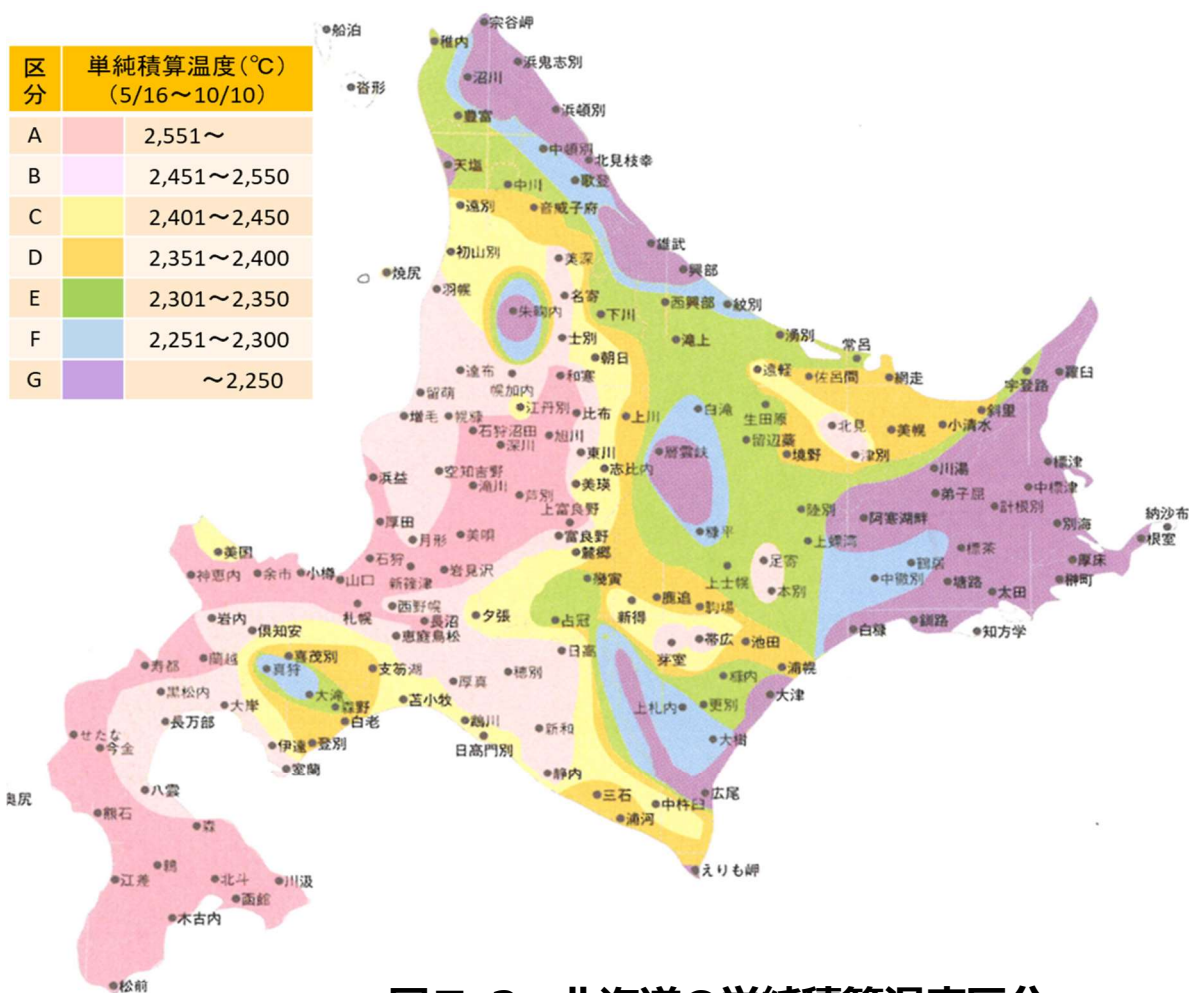 区分
単純積算温度(℃)
(5/16～10/10)
A 2,551～
B 2,451～2,550
C 2,401～2,450
D 2,351～2,400
E 2,301～2,350
F 2,251～2,300
G ～2,250
船泊
宗谷岬
稚内
浜鬼志別
沼川
沓形
浜頓別
豊富
中頓別
北見枝幸
天塩
歌登
中川
遠別
音威子府
雄武
初山別
美深
興部
焼尻
羽幌
名寄
西興部
紋別
朱鞠内
下川
湧別
士別
滝上
常呂
朝日
遠軽
佐呂間
網走
宇登路
羅臼
達布
幌加内
和寒
留萌
江丹別
比布
上川
白滝
生田原
斜里
増毛
幌糠
石狩沼田
旭川
北見
美幌
小清水
深川
留辺蘂
東川
層雲峡
境野
津別
標津
空知吉野
志比内
川湯
浜益
滝川
美瑛
中標津
芦別
弟子屈
計根別
上富良野
陸別
納沙布
厚田
阿寒湖畔
別海
月形
美唄
富良野
糠平
根室
麓郷
上螺湾
標茶
美国
石狩
足寄
鶴居
厚床
神恵内
余市
小樽
山口
新篠津
岩見沢
幾寅
上士幌
中徹別
塘路
榊町
本別
太田
札幌
西野幌
鹿追
駒場
岩内
長沼
夕張
占冠
新得
釧路
倶知安
恵庭島松
白糠
知方学
帯広
池田
蘭越
喜茂別
日高
芽室
寿都
真狩
支笏湖
穂別
浦幌
黒松内
厚真
糠内
大滝
大津
大岸
森野
苫小牧
上札内
更別
長万部
白老
鵡川
せたな
新和
大樹
今金
伊達
登別
日高門別
室蘭
静内
八雲
三石
広尾
奥尻
中杵臼
熊石
浦河
森
鶉
えりも岬
江差
北斗
川汲
函館
木古内
松前